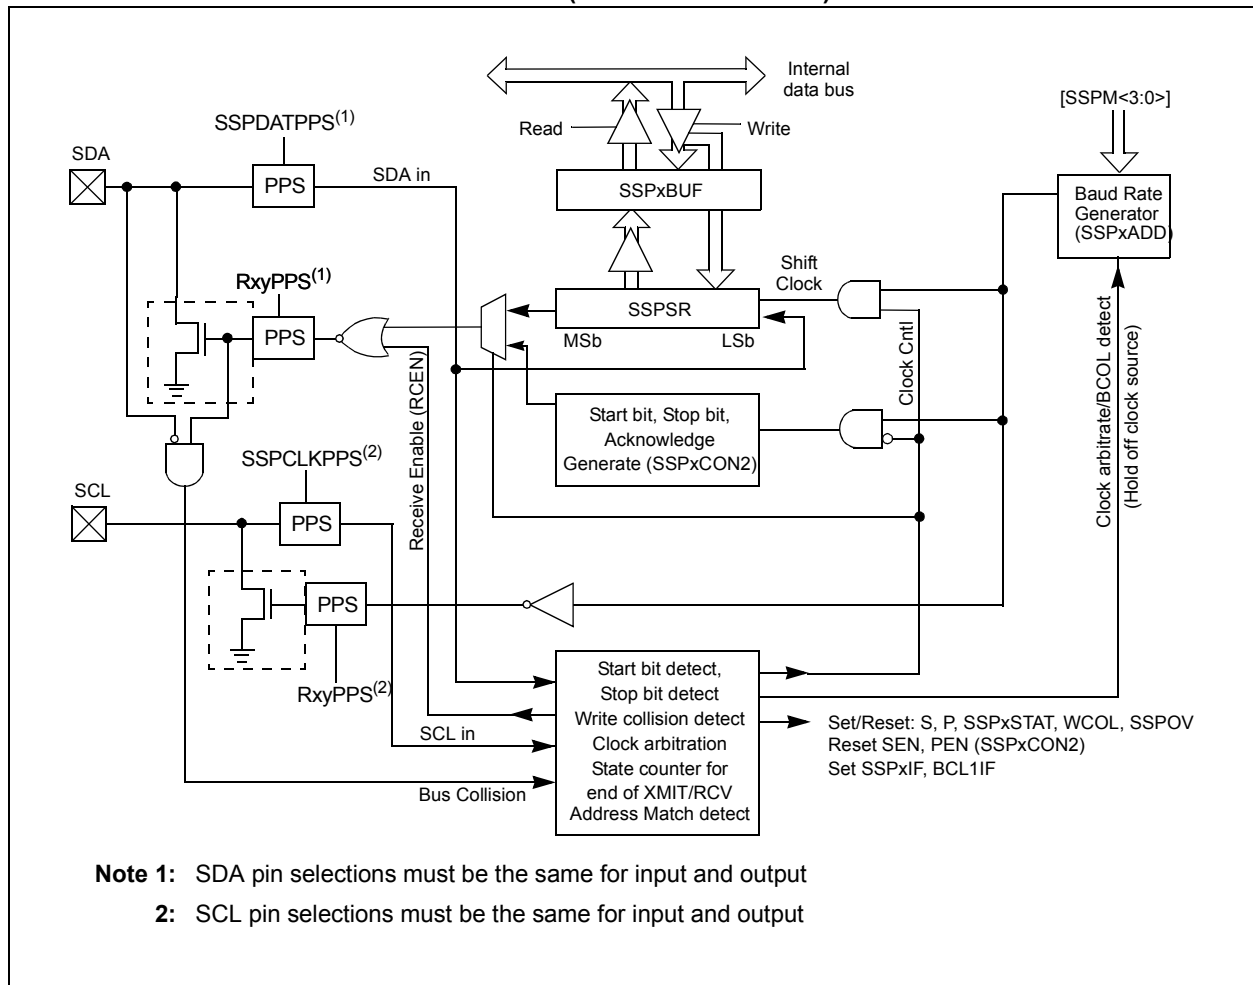 Internal
data bus
[SSPM<3:0>]
SSPDATPPS(1)
Read
Write
SDA
PPS
SDA in
SSPxBUF
Baud Rate
Generator
(SSPxADD)
Shift
Clock
RxyPPS(1)
PPS
SSPSR
MSb
LSb
Receive Enable (RCEN)
Clock Cntl
Clock arbitrate/BCOL detect
(Hold off clock source)
Start bit, Stop bit,
Acknowledge
Generate (SSPxCON2)
SSPCLKPPS(2)
SCL
PPS
PPS
RxyPPS(2)
SCL in
Bus Collision
Start bit detect,
Stop bit detect
Write collision detect
Clock arbitration
State counter for
end of XMIT/RCV
Address Match detect
Set/Reset: S, P, SSPxSTAT, WCOL, SSPOV
Reset SEN, PEN (SSPxCON2)
Set SSPxIF, BCL1IF
Note 1: SDA pin selections must be the same for input and output
2: SCL pin selections must be the same for input and output